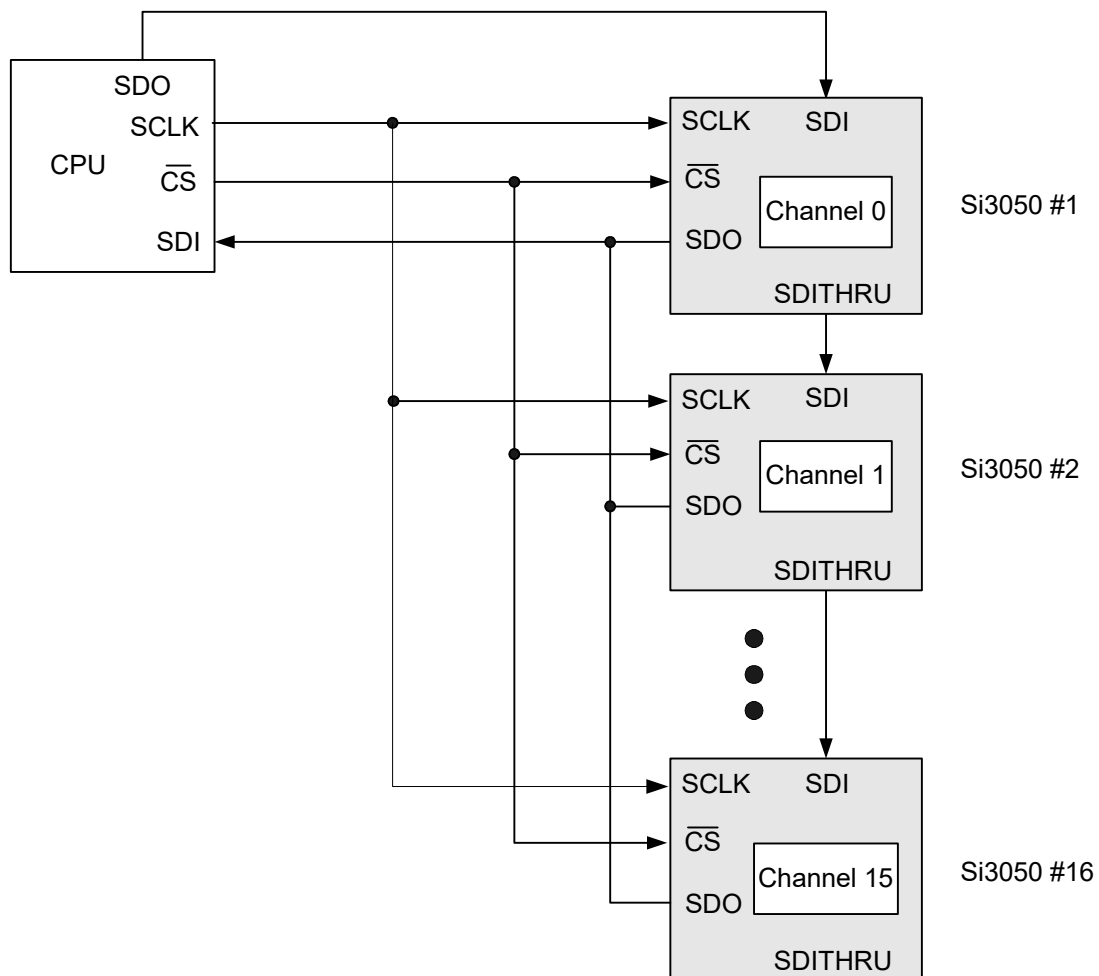 SDO
SCLK
CPU
CS
SDI
SCLK
SDI
CS
Channel 0
SDO
SDITHRU
Si3050 #1
SCLK
SDI
CS
Channel 1
SDO
SDITHRU
Si3050 #2
SCLK
SDI
CS
Channel 15
SDO
SDITHRU
Si3050 #16